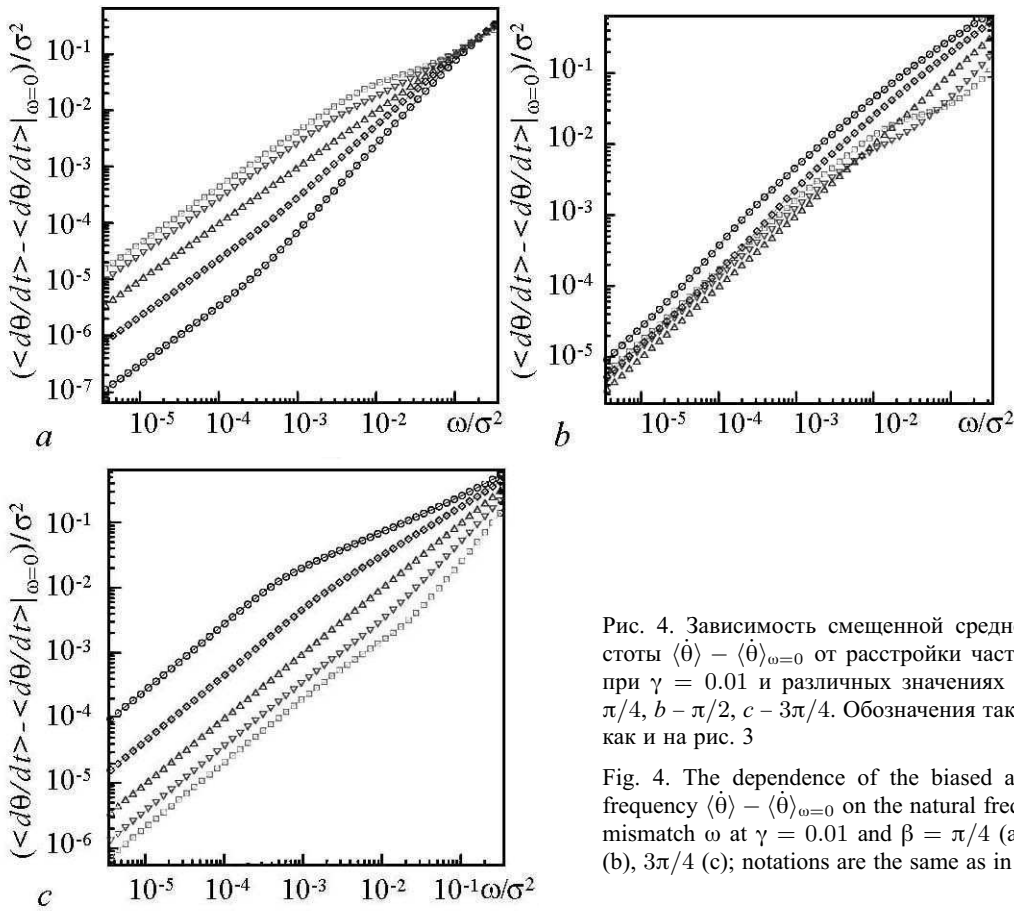 (<dθ/dt>-<dθ/dt>|ω=0)/σ²
10⁻¹
10⁻²
10⁻³
10⁻⁴
10⁻⁵
10⁻⁶
10⁻⁷
10⁻⁵ 10⁻⁴ 10⁻³ 10⁻² ω/σ²
a
(<dθ/dt>-<dθ/dt>|ω=0)/σ²
10⁻¹
10⁻²
10⁻³
10⁻⁴
10⁻⁵
10⁻⁵ 10⁻⁴ 10⁻³ 10⁻² ω/σ²
b
(<dθ/dt>-<dθ/dt>|ω=0)/σ²
10⁻¹
10⁻²
10⁻³
10⁻⁴
10⁻⁵
10⁻⁶
10⁻⁵ 10⁻⁴ 10⁻³ 10⁻² 10⁻¹ ω/σ²
c
Рис. 4. Зависимость смещенной средно
стоты ⟨θ̇⟩ − ⟨θ̇⟩ω=0 от расстройки част
при γ = 0.01 и различных значениях
π/4, b – π/2, c – 3π/4. Обозначения так
как и на рис. 3
Fig. 4. The dependence of the biased a
frequency ⟨θ̇⟩ − ⟨θ̇⟩ω=0 on the natural freq
mismatch ω at γ = 0.01 and β = π/4 (a
(b), 3π/4 (c); notations are the same as in